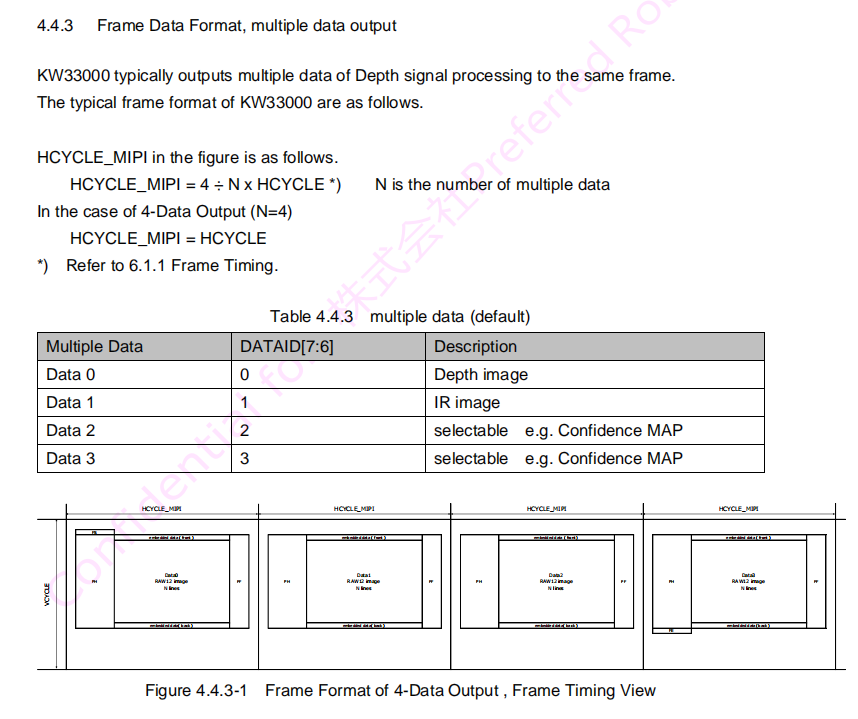 4.4.3 Frame Data Format, multiple data output
KW33000 typically outputs multiple data of Depth signal processing to the same frame.
The typical frame format of KW33000 are as follows.
HCYCLE_MIPI in the figure is as follows.
HCYCLE_MIPI = 4 ÷ N x HCYCLE *) N is the number of multiple data
In the case of 4-Data Output (N=4)
HCYCLE_MIPI = HCYCLE
*) Refer to 6.1.1 Frame Timing.
Table 4.4.3 multiple data (default)
Multiple Data DATAID[7:6] Description
Data 0 0 Depth image
Data 1 1 IR image
Data 2 2 selectable e.g. Confidence MAP
Data 3 3 selectable e.g. Confidence MAP
HCYCLE_MIPI HCYCLE_MIPI HCYCLE_MIPI HCYCLE_MIPI
FS
embedded data (front) embedded data (front) embedded data (front) embedded data (front)
VCYCLE
Data0 Data1 Data2 Data3
PH RAW12 image PF PH RAW12 image PF PH RAW12 image PF PH RAW12 image PF
N lines N lines N lines N lines
embedded data (back) embedded data (back) embedded data (back) embedded data (back)
FE
Figure 4.4.3-1 Frame Format of 4-Data Output , Frame Timing View
Confidential for 株式会社Preferred